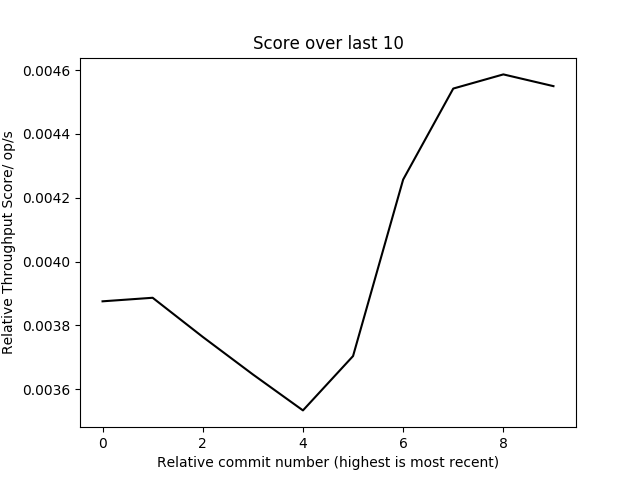 Score over last 10
Relative Throughput Score/ op/s
0.0046
0.0044
0.0042
0.0040
0.0038
0.0036
0 2 4 6 8
Relative commit number (highest is most recent)